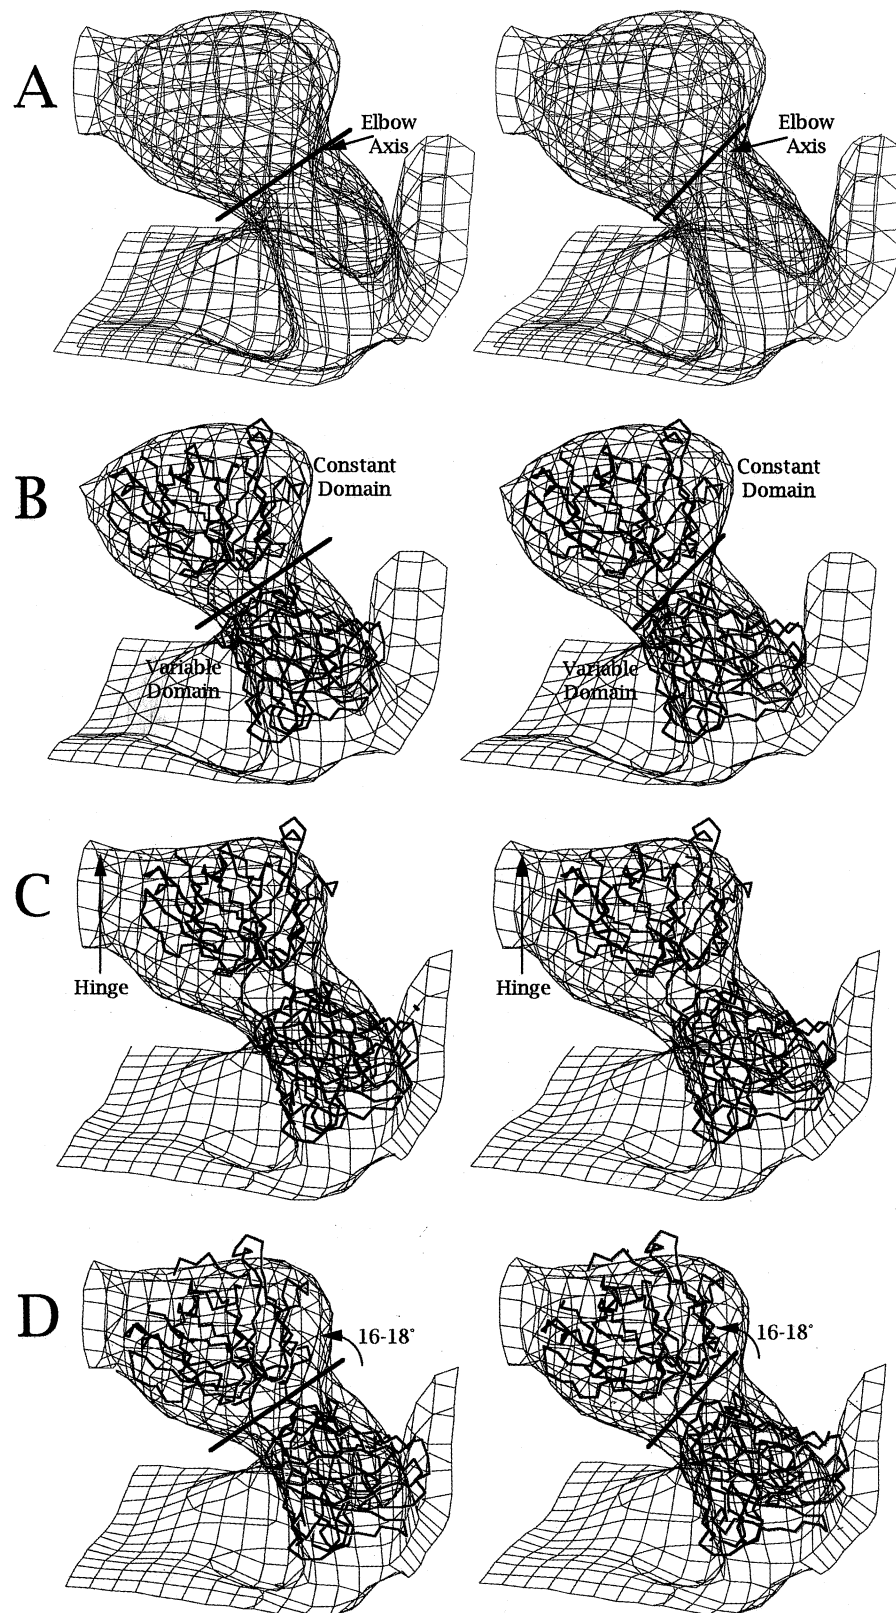 A
Elbow
Axis
Elbow
Axis
B
Constant
Domain
Constant
Domain
Variable
Domain
Variable
Domain
C
Hinge
Hinge
D
16-18°
16-18°